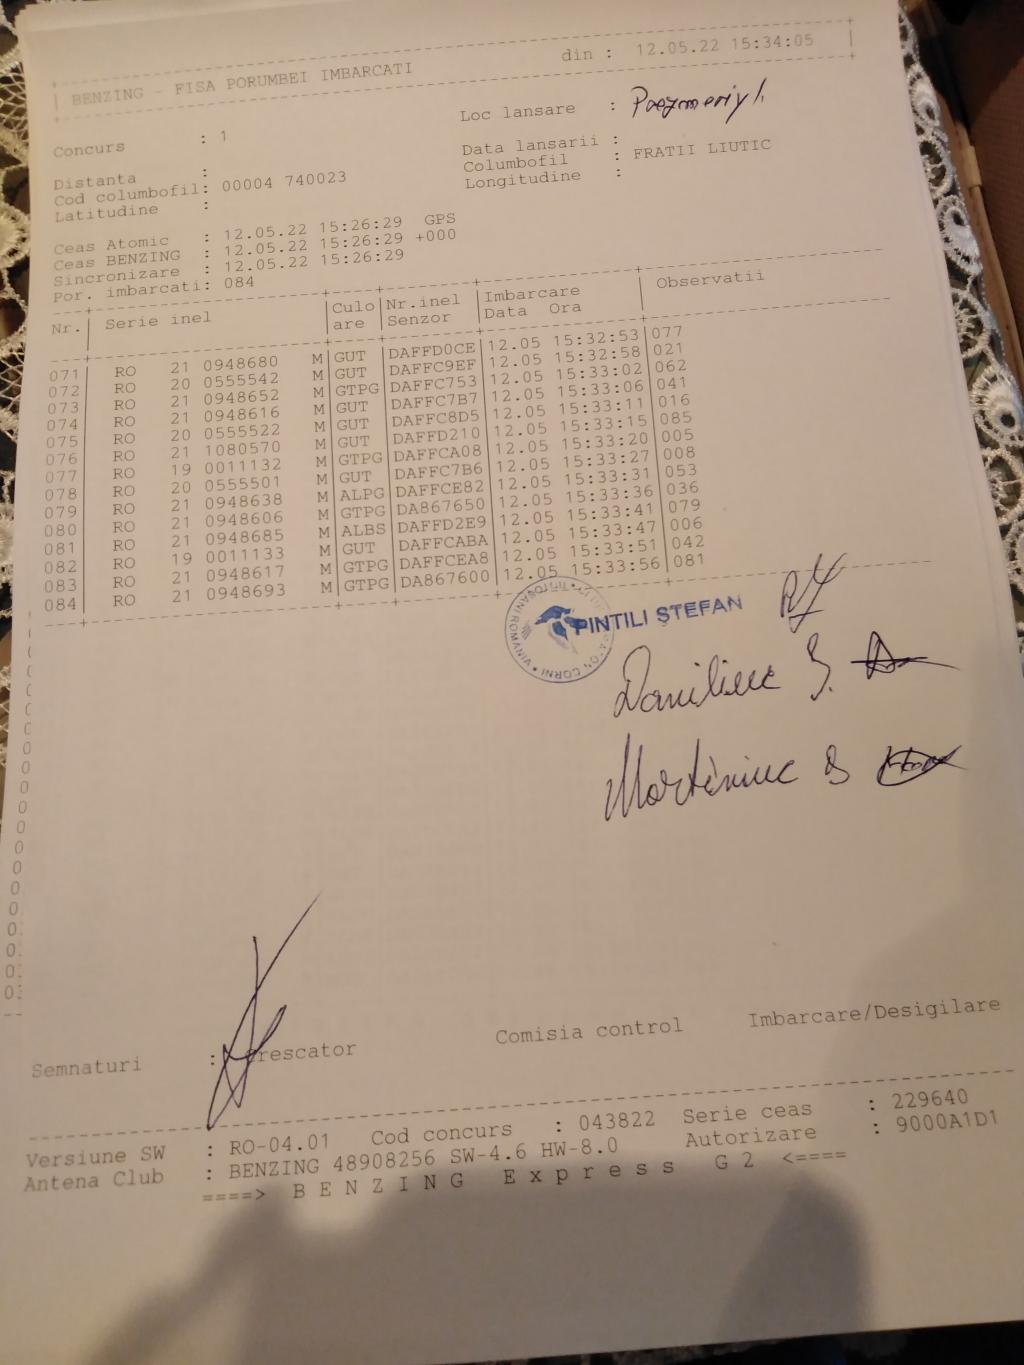 BENZING - FISA PORUMBEI IMBARCATI din : 12.05.22 15:34:05
Concurs : 1 Loc lansare :
Distanta : Data lansarii :
Cod columbofil: 00004 740023 Columbofil : FRATII LIUTIC
Latitudine : Longitudine :
Ceas Atomic : 12.05.22 15:26:29 GPS
Ceas BENZING : 12.05.22 15:26:29 +000
Sincronizare : 12.05.22 15:26:29
Por. imbarcati: 084
Nr. Serie inel Culo Nr.inel Imbarcare Observatii
are Senzor Data Ora
071 RO 21 0948680 M GUT DAFFD0CE 12.05 15:32:53 077
072 RO 20 0555542 M GUT DAFFC9EF 12.05 15:32:58 021
073 RO 21 0948652 M GTPG DAFFC753 12.05 15:33:02 062
074 RO 21 0948616 M GUT DAFFC7B7 12.05 15:33:06 041
075 RO 20 0555522 M GUT DAFFC8D5 12.05 15:33:11 016
076 RO 21 1080570 M GUT DAFFD210 12.05 15:33:15 085
077 RO 19 0011132 M GTPG DAFFCA08 12.05 15:33:20 005
078 RO 20 0555501 M GUT DAFFC7B6 12.05 15:33:27 008
079 RO 21 0948638 M ALPG DAFFCE82 12.05 15:33:31 053
080 RO 21 0948606 M GTPG DA867650 12.05 15:33:36 036
081 RO 21 0948685 M ALBS DAFFD2E9 12.05 15:33:41 079
082 RO 19 0011133 M GUT DAFFCABA 12.05 15:33:47 006
083 RO 21 0948617 M GTPG DAFFCEA8 12.05 15:33:51 042
084 RO 21 0948693 M GTPG DA867600 12.05 15:33:56 081
PINTILI ȘTEFAN
CORNI
BOTOȘANI ROMANIA
Daniliuc
Martiniuc
Semnaturi : Crescator Comisia control Imbarcare/Desigilare
Versiune SW : RO-04.01 Cod concurs : 043822 Serie ceas : 229640
Antena Club : BENZING 48908256 SW-4.6 HW-8.0 Autorizare : 9000A1D1
====> B E N Z I N G E x p r e s s G 2 <====